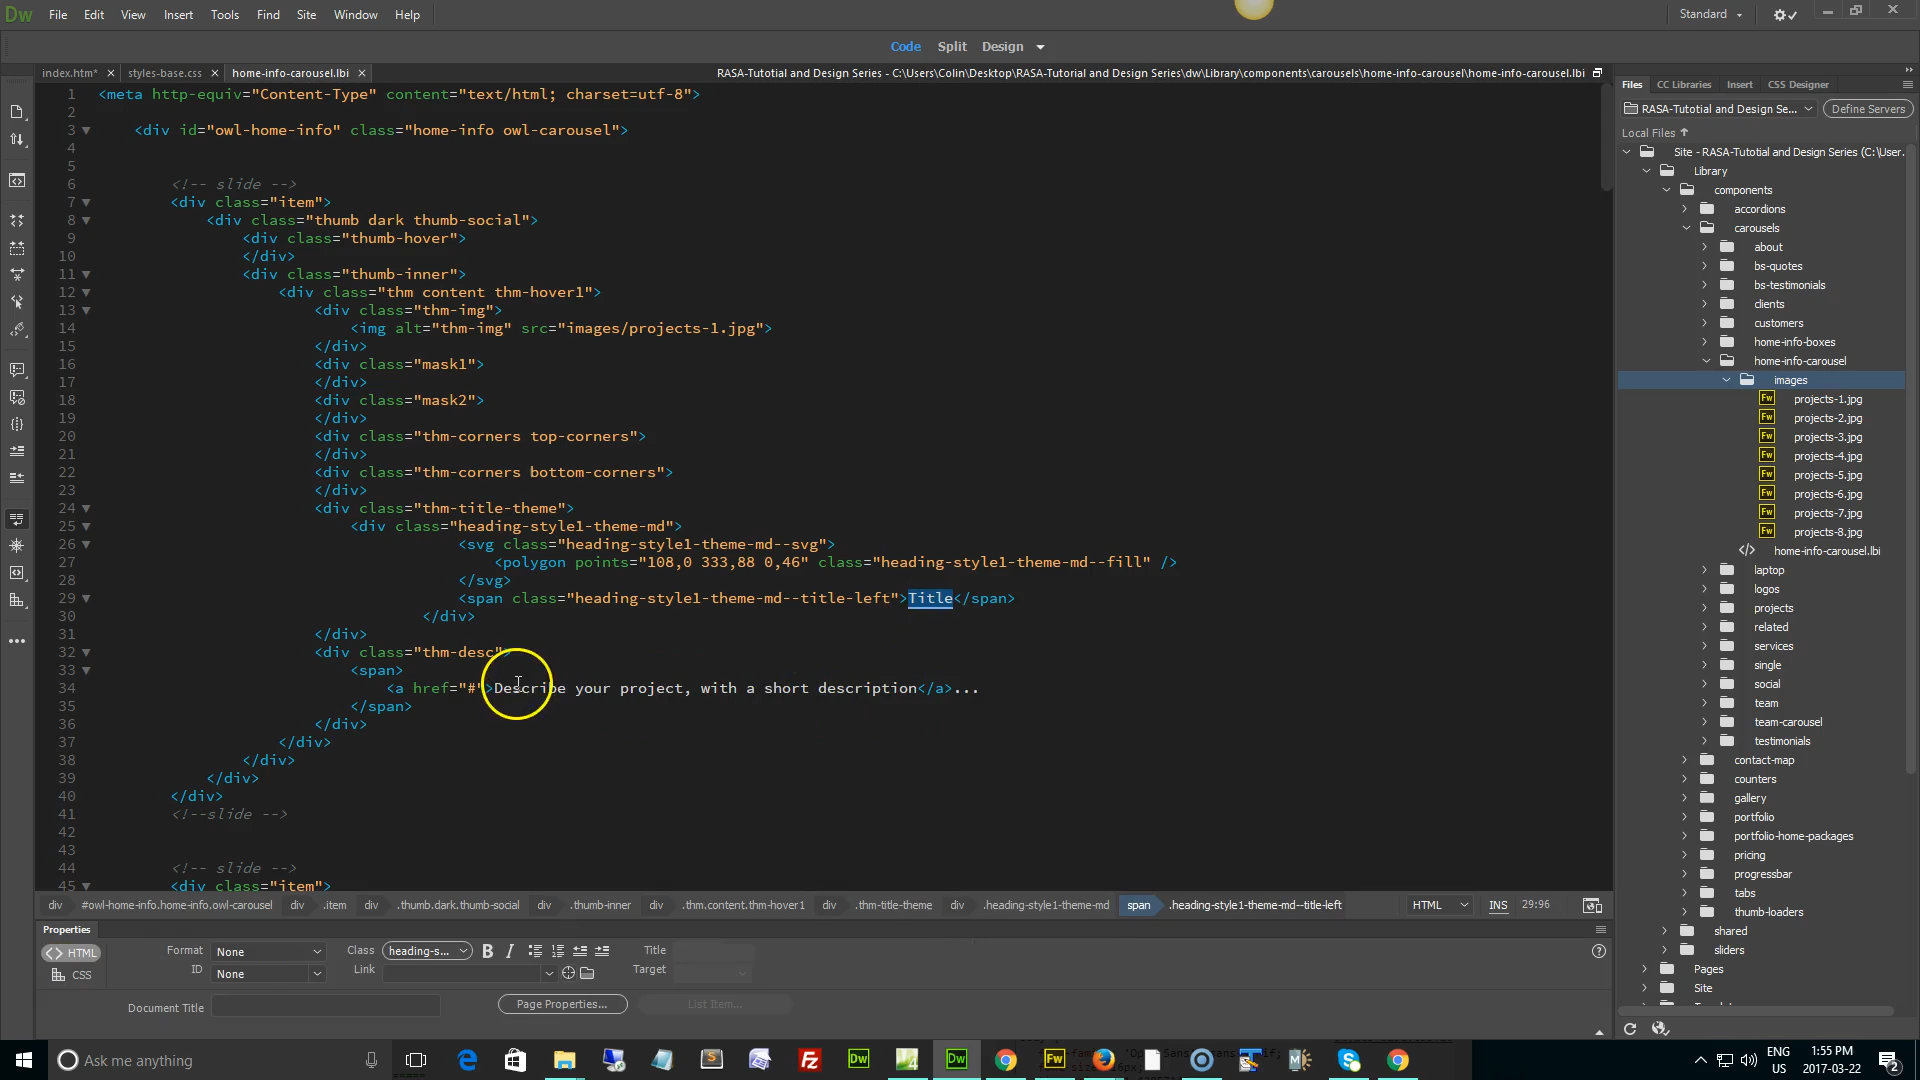 Dw File Edit View Insert Tools Find Site Window Help Standard
Code Split Design
index.htm* × styles-base.css × home-info-carousel.lbi × RASA-Tutotial and Design Series - C:\Users\Colin\Desktop\RASA-Tutorial and Design Series\dw\Library\components\carousels\home-info-carousel\home-info-carousel.lbi
1 <meta http-equiv="Content-Type" content="text/html; charset=utf-8">
2
3 <div id="owl-home-info" class="home-info owl-carousel">
4
5
6 <!-- slide -->
7 <div class="item">
8 <div class="thumb dark thumb-social">
9 <div class="thumb-hover">
10 </div>
11 <div class="thumb-inner">
12 <div class="thm content thm-hover1">
13 <div class="thm-img">
14 <img alt="thm-img" src="images/projects-1.jpg">
15 </div>
16 <div class="mask1">
17 </div>
18 <div class="mask2">
19 </div>
20 <div class="thm-corners top-corners">
21 </div>
22 <div class="thm-corners bottom-corners">
23 </div>
24 <div class="thm-title-theme">
25 <div class="heading-style1-theme-md">
26 <svg class="heading-style1-theme-md--svg">
27 <polygon points="108,0 333,88 0,46" class="heading-style1-theme-md--fill" />
28 </svg>
29 <span class="heading-style1-theme-md--title-left">Title</span>
30 </div>
31 </div>
32 <div class="thm-desc">
33 <span>
34 <a href="#">Describe your project, with a short description</a>...
35 </span>
36 </div>
37 </div>
38 </div>
39 </div>
40 </div>
41 <!--slide -->
42
43
44 <!-- slide -->
45 <div class="item">
div #owl-home-info.home-info.owl-carousel div .item div .thumb.dark.thumb-social div .thumb-inner div .thm.content.thm-hover1 div .thm-title-theme div .heading-style1-theme-md span .heading-style1-theme-md--title-left HTML INS 29:96
Properties
<> HTML Format None Class heading-s... B I Title
CSS ID None Link Target
Document Title Page Properties... List Item...
Files CC Libraries Insert CSS Designer
RASA-Tutotial and Design Se... Define Servers
Local Files
Site - RASA-Tutotial and Design Series (C:\User...
Library
components
accordions
carousels
about
bs-quotes
bs-testimonials
clients
customers
home-info-boxes
home-info-carousel
images
Fw projects-1.jpg
Fw projects-2.jpg
Fw projects-3.jpg
Fw projects-4.jpg
Fw projects-5.jpg
Fw projects-6.jpg
Fw projects-7.jpg
Fw projects-8.jpg
</> home-info-carousel.lbi
laptop
logos
projects
related
services
single
social
team
team-carousel
testimonials
contact-map
counters
gallery
portfolio
portfolio-home-packages
pricing
progressbar
tabs
thumb-loaders
shared
sliders
Pages
Site
Ask me anything
ENG
US
1:55 PM
2017-03-22
2